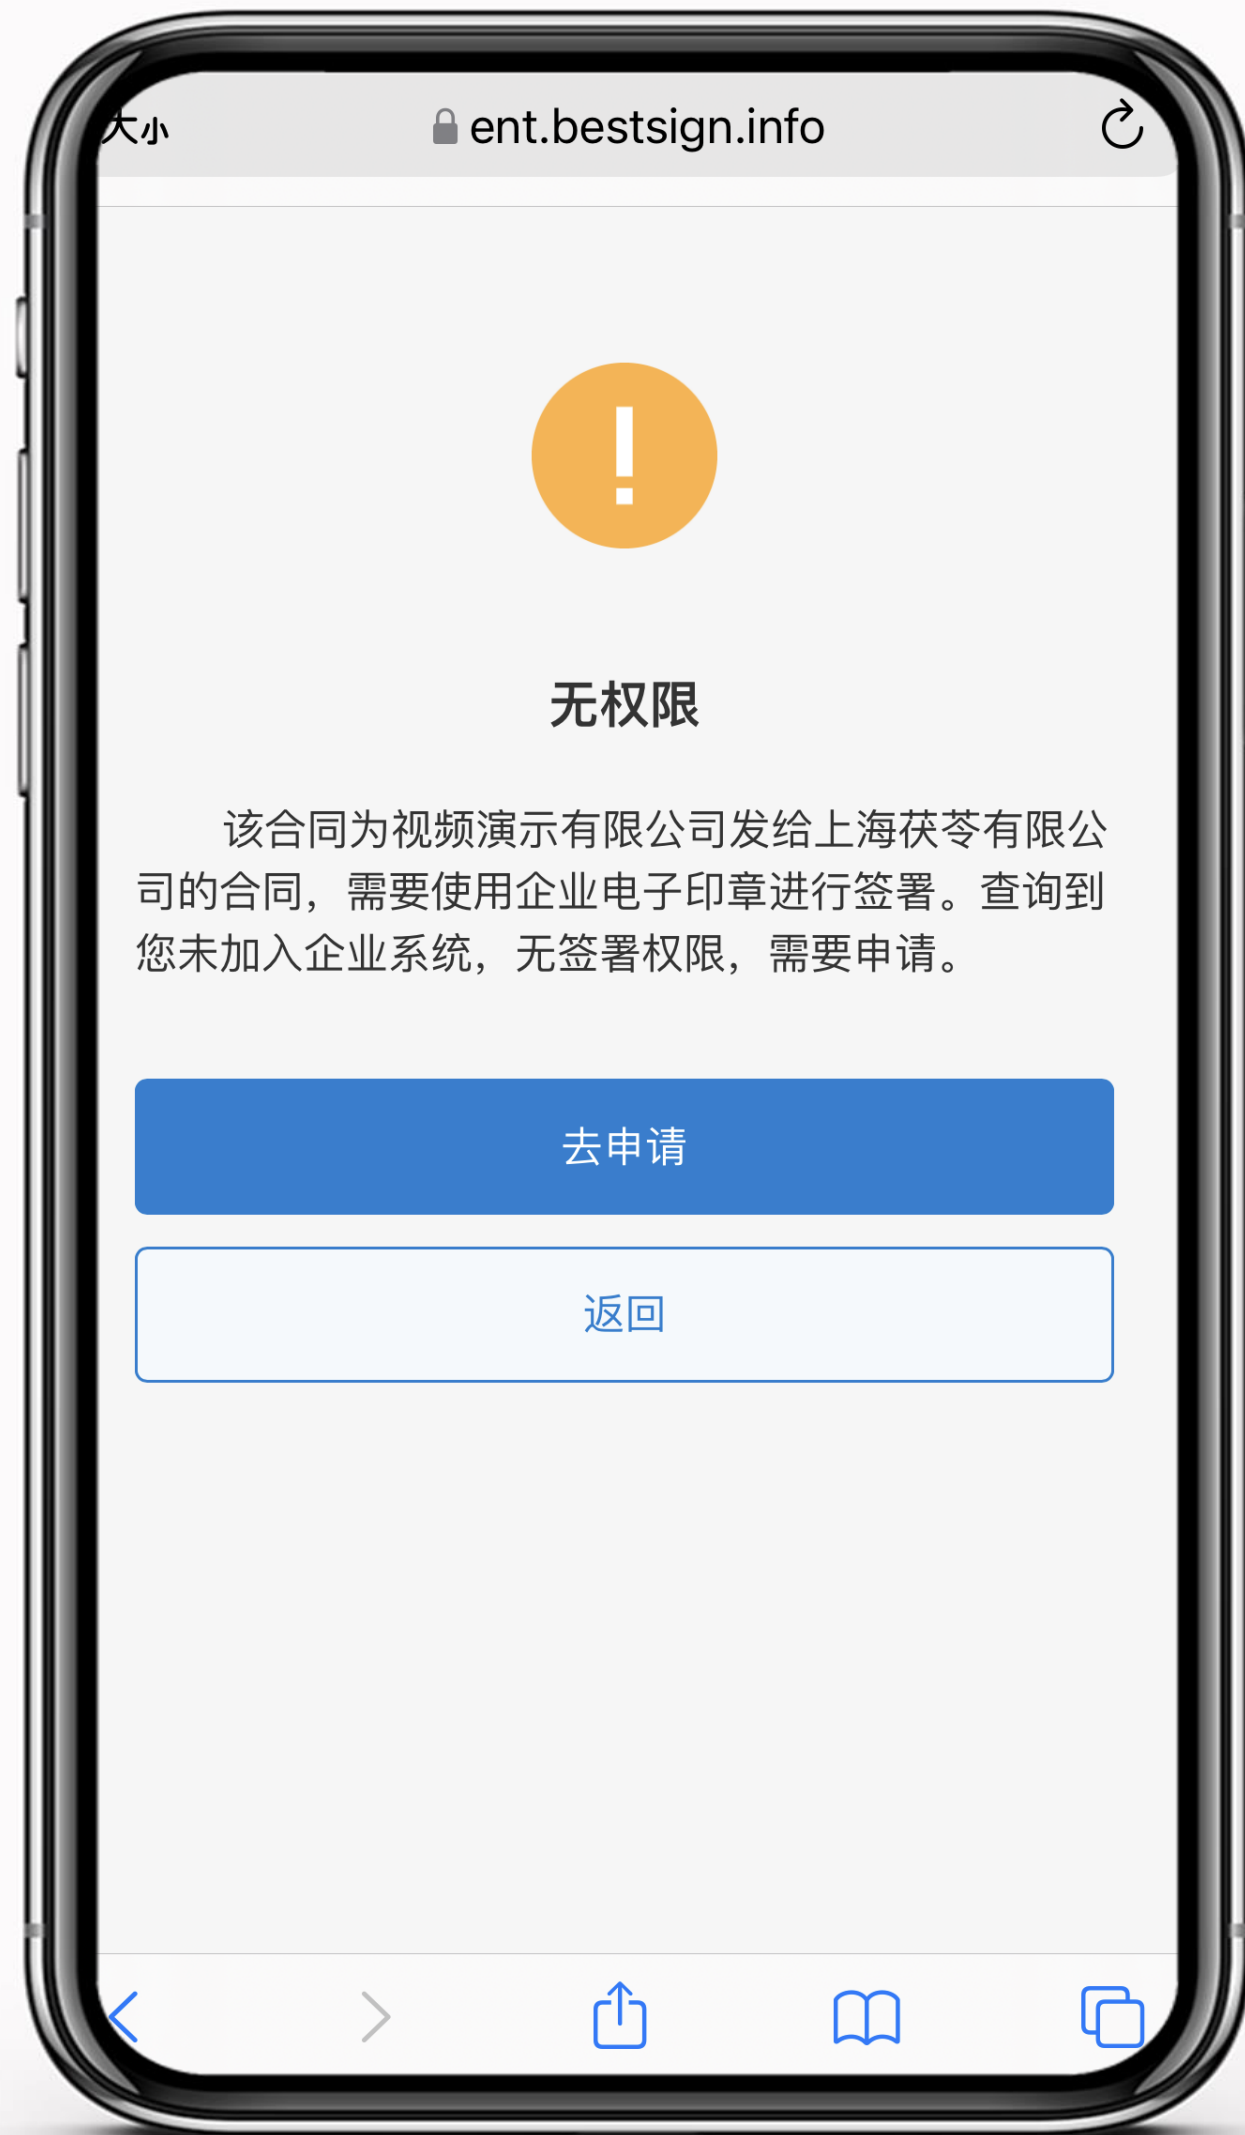 大小 ent.bestsign.info
无权限
该合同为视频演示有限公司发给上海茯苓有限公
司的合同，需要使用企业电子印章进行签署。查询到
您未加入企业系统，无签署权限，需要申请。
去申请
返回